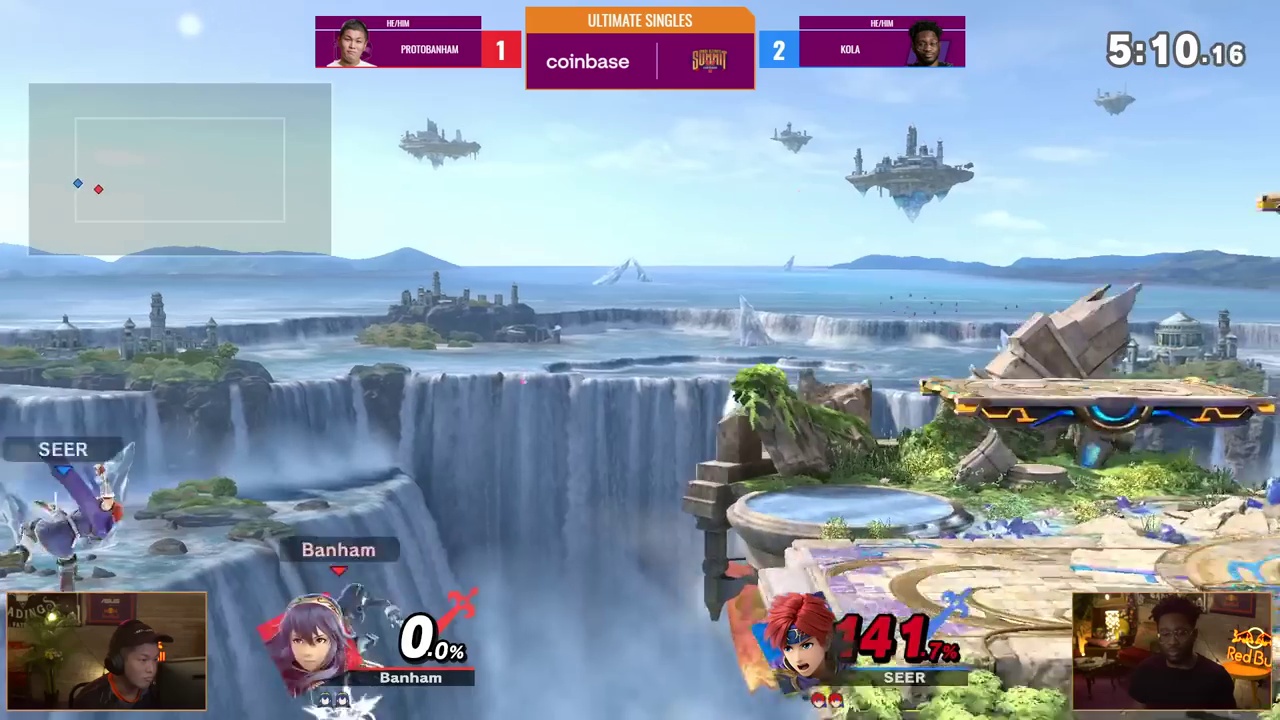 HE/HIM
PROTOBANHAM
1
ULTIMATE SINGLES
coinbase
SUMMIT
2
HE/HIM
KOLA
5:10.16
SEER
Banham
0.0%
Banham
141.7%
SEER
ASUS
Red Bu